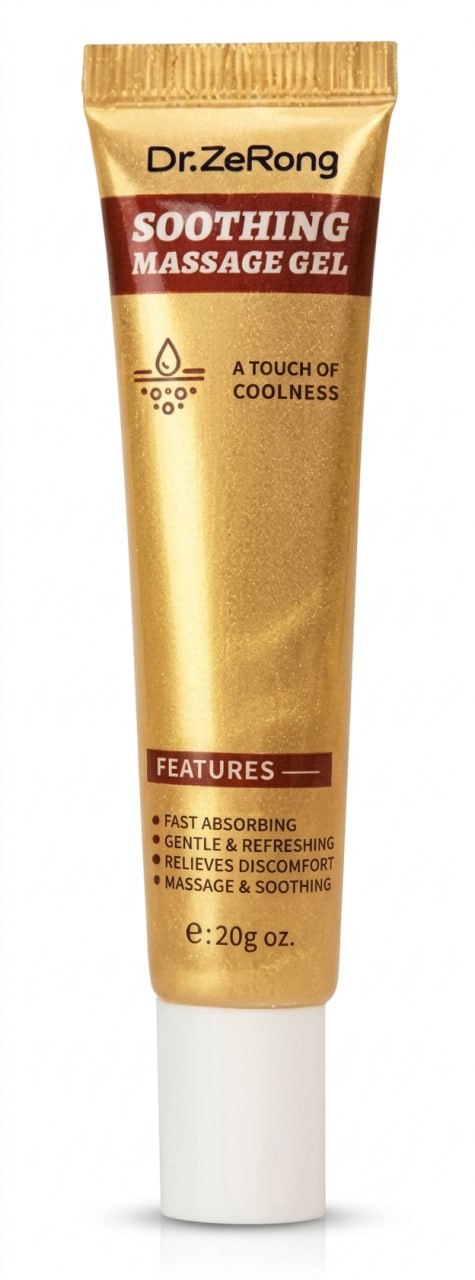 Dr.ZeRong
SOOTHING
MASSAGE GEL
A TOUCH OF
COOLNESS
FEATURES
• FAST ABSORBING
• GENTLE & REFRESHING
• RELIEVES DISCOMFORT
• MASSAGE & SOOTHING
e:20g oz.